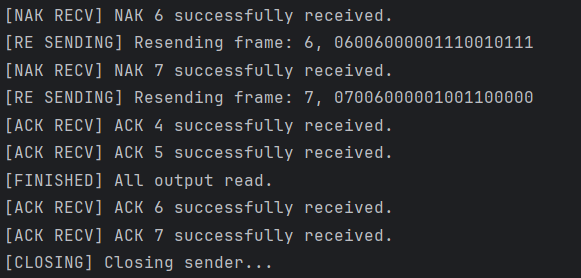 [NAK RECV] NAK 6 successfully received.
[RE SENDING] Resending frame: 6, 06006000001110010111
[NAK RECV] NAK 7 successfully received.
[RE SENDING] Resending frame: 7, 07006000001001100000
[ACK RECV] ACK 4 successfully received.
[ACK RECV] ACK 5 successfully received.
[FINISHED] All output read.
[ACK RECV] ACK 6 successfully received.
[ACK RECV] ACK 7 successfully received.
[CLOSING] Closing sender...